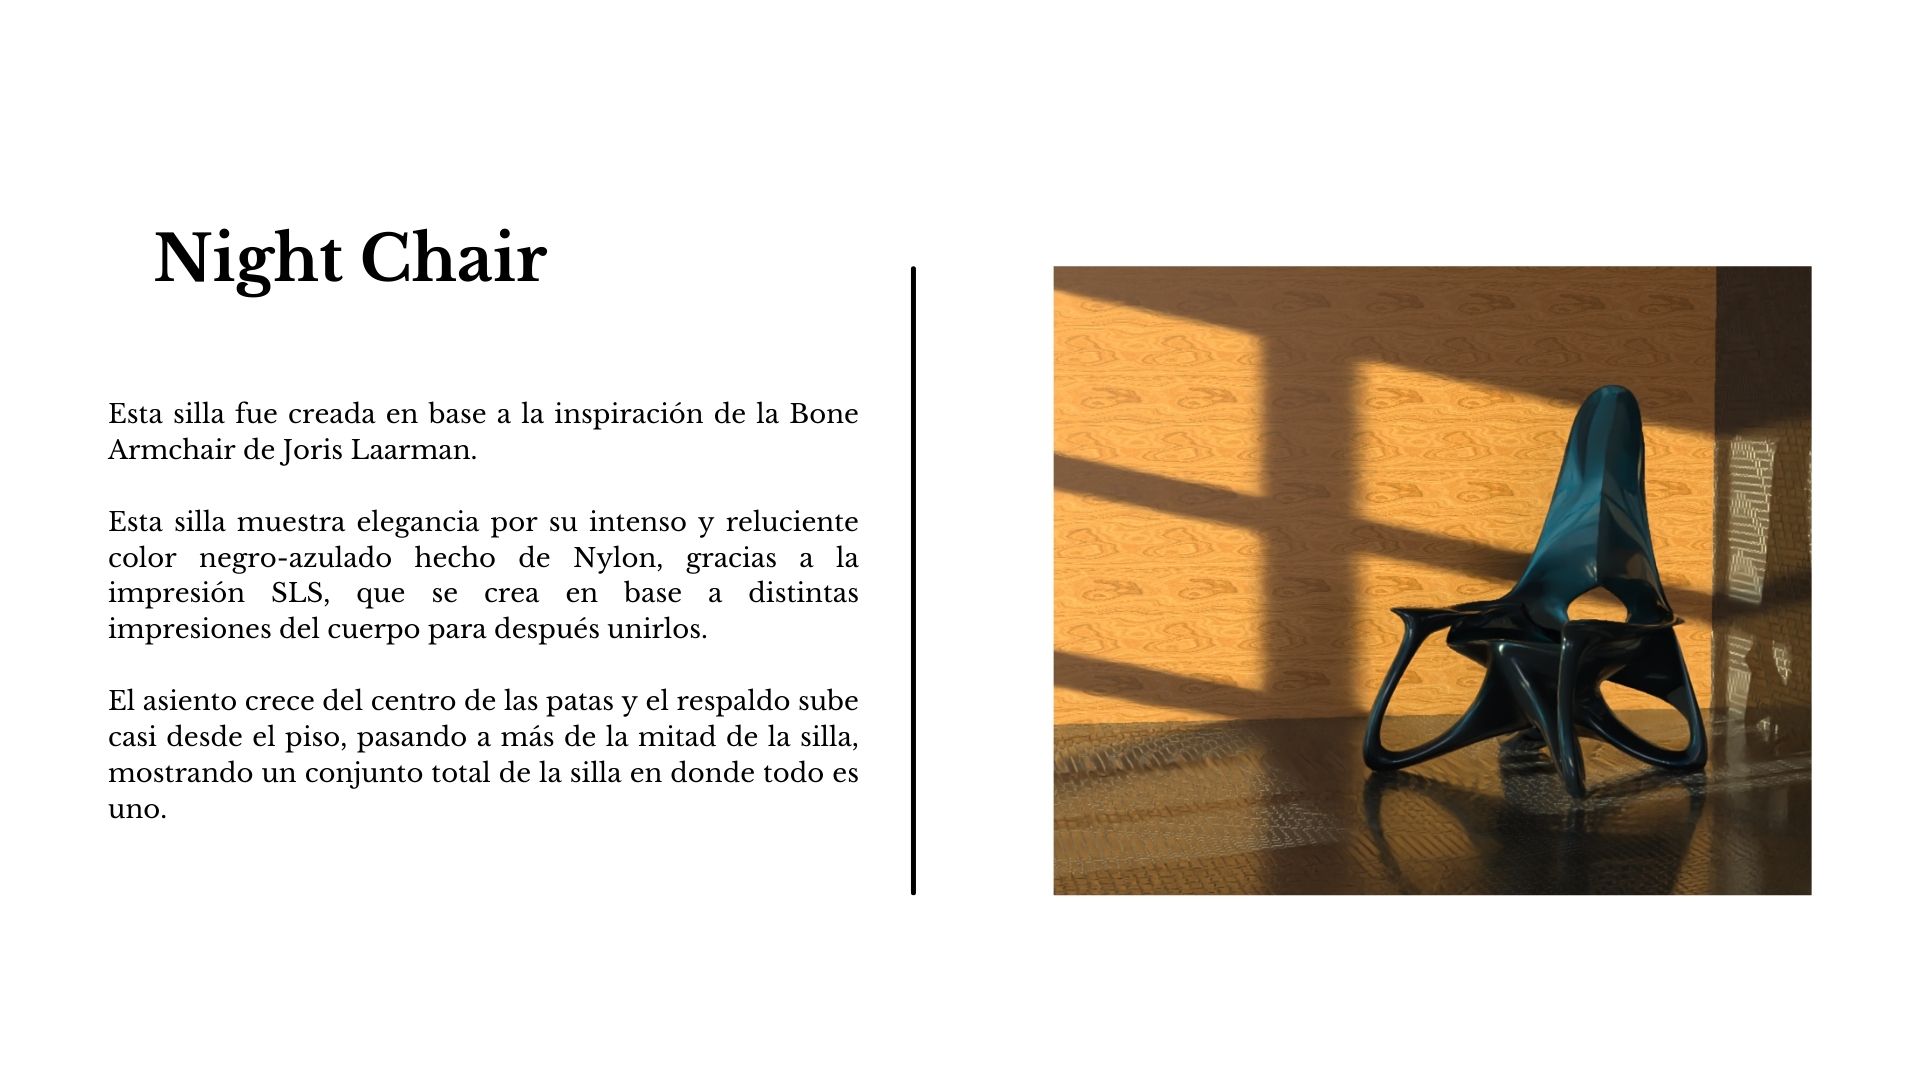 Night Chair
Esta silla fue creada en base a la inspiración de la Bone
Armchair de Joris Laarman.
Esta silla muestra elegancia por su intenso y reluciente
color negro-azulado hecho de Nylon, gracias a la
impresión SLS, que se crea en base a distintas
impresiones del cuerpo para después unirlos.
El asiento crece del centro de las patas y el respaldo sube
casi desde el piso, pasando a más de la mitad de la silla,
mostrando un conjunto total de la silla en donde todo es
uno.